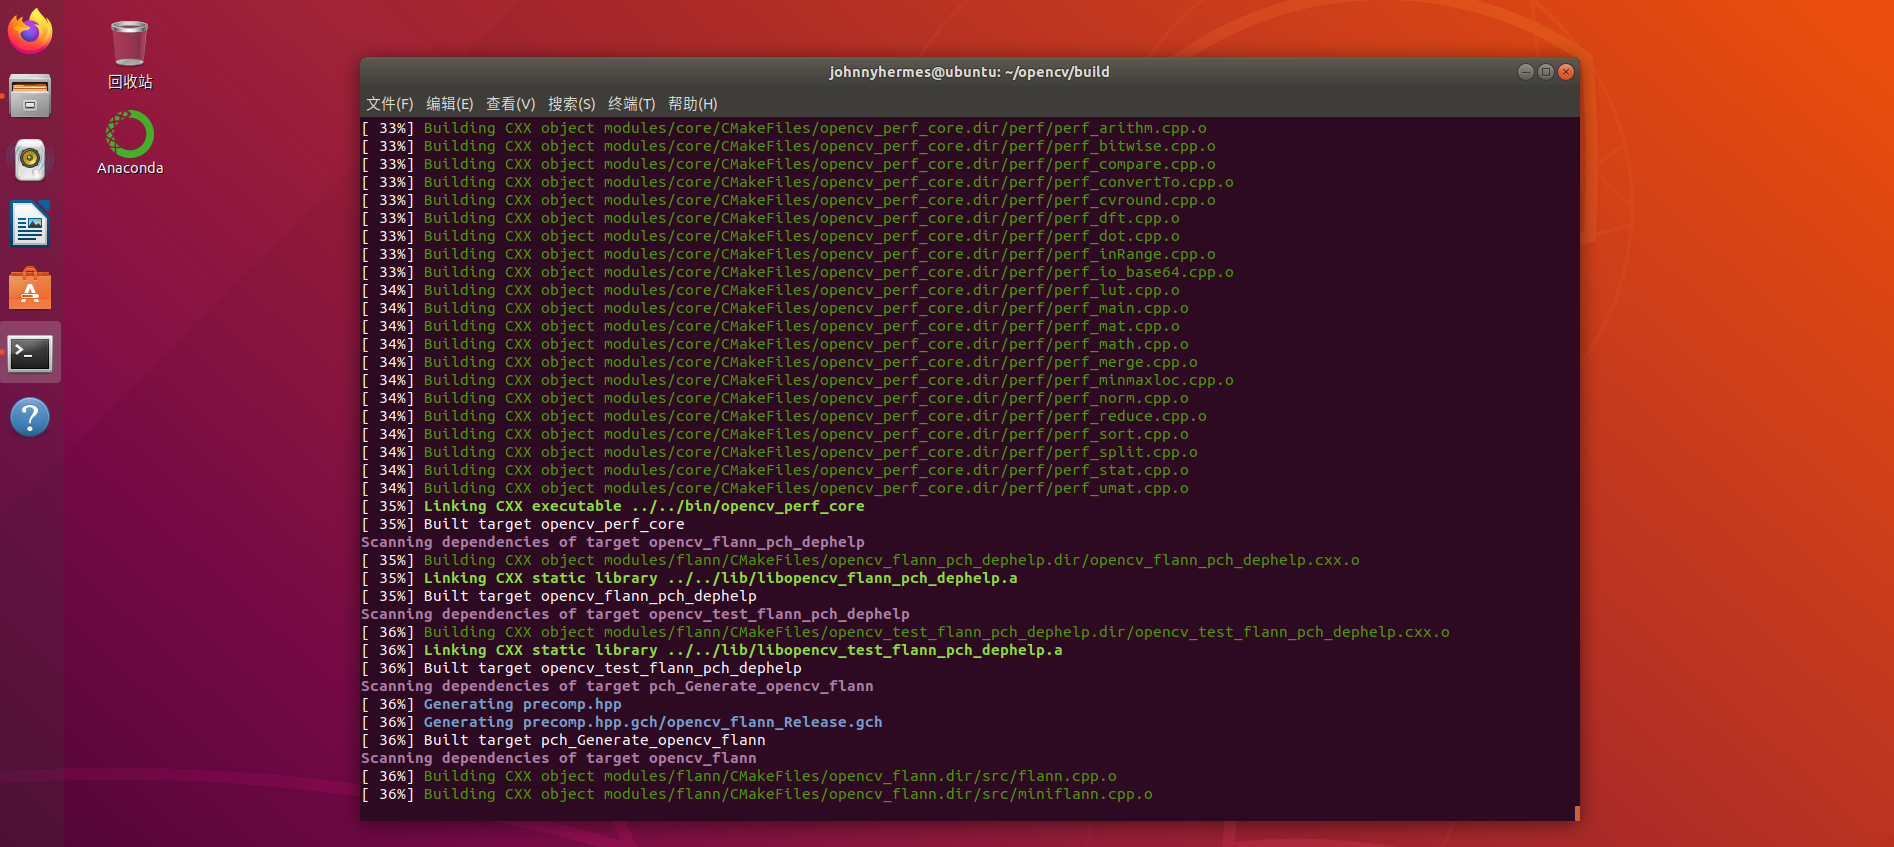 回收站
Anaconda
johnnyhermes@ubuntu: ~/opencv/build
文件(F) 编辑(E) 查看(V) 搜索(S) 终端(T) 帮助(H)
[ 33%] Building CXX object modules/core/CMakeFiles/opencv_perf_core.dir/perf/perf_arithm.cpp.o
[ 33%] Building CXX object modules/core/CMakeFiles/opencv_perf_core.dir/perf/perf_bitwise.cpp.o
[ 33%] Building CXX object modules/core/CMakeFiles/opencv_perf_core.dir/perf/perf_compare.cpp.o
[ 33%] Building CXX object modules/core/CMakeFiles/opencv_perf_core.dir/perf/perf_convertTo.cpp.o
[ 33%] Building CXX object modules/core/CMakeFiles/opencv_perf_core.dir/perf/perf_cvround.cpp.o
[ 33%] Building CXX object modules/core/CMakeFiles/opencv_perf_core.dir/perf/perf_dft.cpp.o
[ 33%] Building CXX object modules/core/CMakeFiles/opencv_perf_core.dir/perf/perf_dot.cpp.o
[ 33%] Building CXX object modules/core/CMakeFiles/opencv_perf_core.dir/perf/perf_inRange.cpp.o
[ 33%] Building CXX object modules/core/CMakeFiles/opencv_perf_core.dir/perf/perf_io_base64.cpp.o
[ 34%] Building CXX object modules/core/CMakeFiles/opencv_perf_core.dir/perf/perf_lut.cpp.o
[ 34%] Building CXX object modules/core/CMakeFiles/opencv_perf_core.dir/perf/perf_main.cpp.o
[ 34%] Building CXX object modules/core/CMakeFiles/opencv_perf_core.dir/perf/perf_mat.cpp.o
[ 34%] Building CXX object modules/core/CMakeFiles/opencv_perf_core.dir/perf/perf_math.cpp.o
[ 34%] Building CXX object modules/core/CMakeFiles/opencv_perf_core.dir/perf/perf_merge.cpp.o
[ 34%] Building CXX object modules/core/CMakeFiles/opencv_perf_core.dir/perf/perf_minmaxloc.cpp.o
[ 34%] Building CXX object modules/core/CMakeFiles/opencv_perf_core.dir/perf/perf_norm.cpp.o
[ 34%] Building CXX object modules/core/CMakeFiles/opencv_perf_core.dir/perf/perf_reduce.cpp.o
[ 34%] Building CXX object modules/core/CMakeFiles/opencv_perf_core.dir/perf/perf_sort.cpp.o
[ 34%] Building CXX object modules/core/CMakeFiles/opencv_perf_core.dir/perf/perf_split.cpp.o
[ 34%] Building CXX object modules/core/CMakeFiles/opencv_perf_core.dir/perf/perf_stat.cpp.o
[ 34%] Building CXX object modules/core/CMakeFiles/opencv_perf_core.dir/perf/perf_umat.cpp.o
[ 35%] Linking CXX executable ../../bin/opencv_perf_core
[ 35%] Built target opencv_perf_core
Scanning dependencies of target opencv_flann_pch_dephelp
[ 35%] Building CXX object modules/flann/CMakeFiles/opencv_flann_pch_dephelp.dir/opencv_flann_pch_dephelp.cxx.o
[ 35%] Linking CXX static library ../../lib/libopencv_flann_pch_dephelp.a
[ 35%] Built target opencv_flann_pch_dephelp
Scanning dependencies of target opencv_test_flann_pch_dephelp
[ 36%] Building CXX object modules/flann/CMakeFiles/opencv_test_flann_pch_dephelp.dir/opencv_test_flann_pch_dephelp.cxx.o
[ 36%] Linking CXX static library ../../lib/libopencv_test_flann_pch_dephelp.a
[ 36%] Built target opencv_test_flann_pch_dephelp
Scanning dependencies of target pch_Generate_opencv_flann
[ 36%] Generating precomp.hpp
[ 36%] Generating precomp.hpp.gch/opencv_flann_Release.gch
[ 36%] Built target pch_Generate_opencv_flann
Scanning dependencies of target opencv_flann
[ 36%] Building CXX object modules/flann/CMakeFiles/opencv_flann.dir/src/flann.cpp.o
[ 36%] Building CXX object modules/flann/CMakeFiles/opencv_flann.dir/src/miniflann.cpp.o